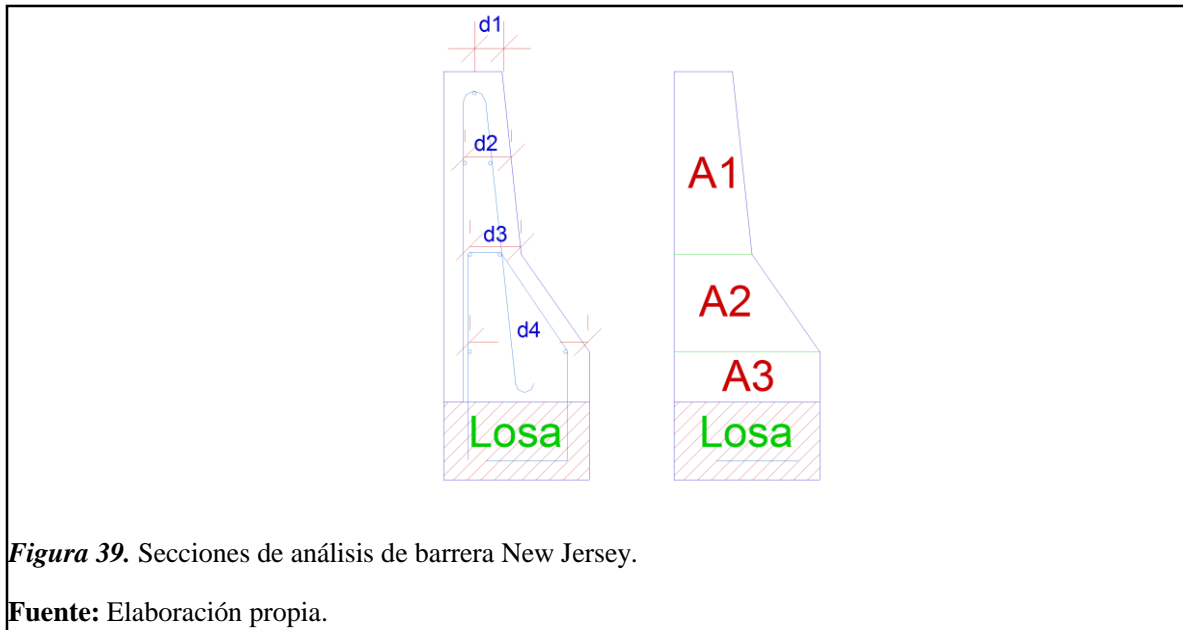 d1
d2
d3
d4
Losa
A1
A2
A3
Losa
Figura 39. Secciones de análisis de barrera New Jersey.
Fuente: Elaboración propia.